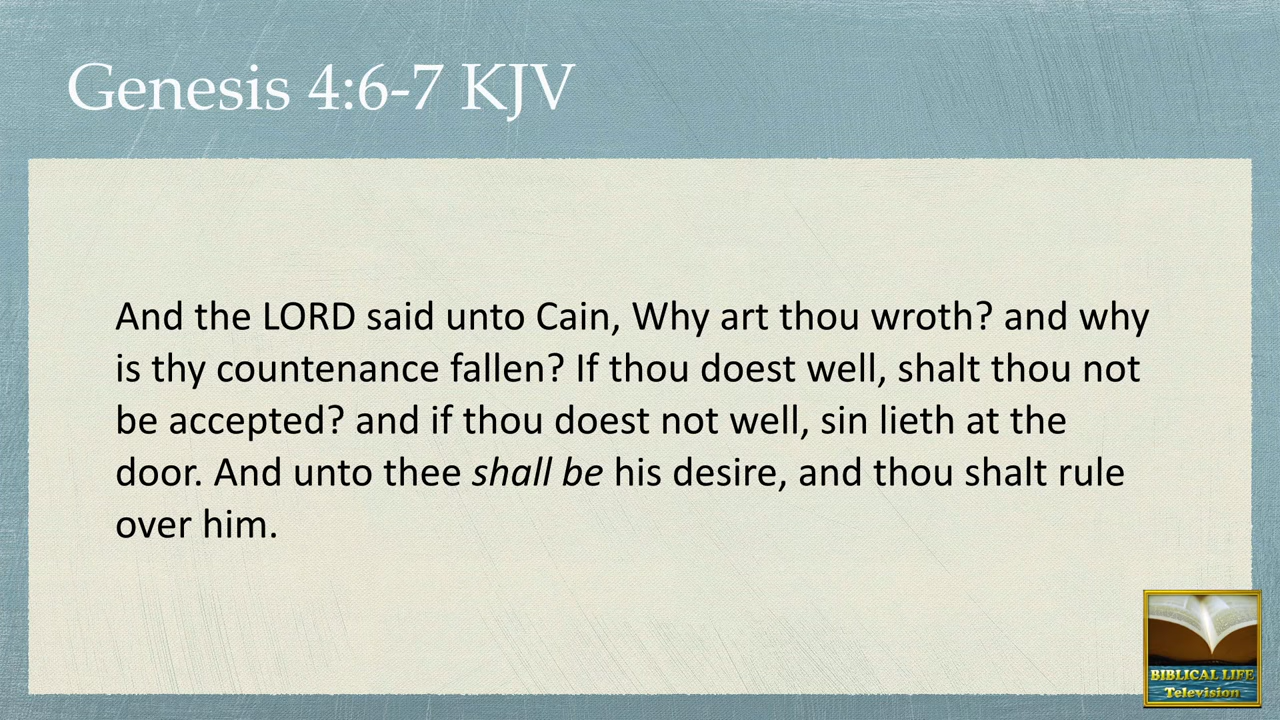 Genesis 4:6-7 KJV
And the LORD said unto Cain, Why art thou wroth? and why
is thy countenance fallen? If thou doest well, shalt thou not
be accepted? and if thou doest not well, sin lieth at the
door. And unto thee shall be his desire, and thou shalt rule
over him.
BIBLICAL LIFE
Television